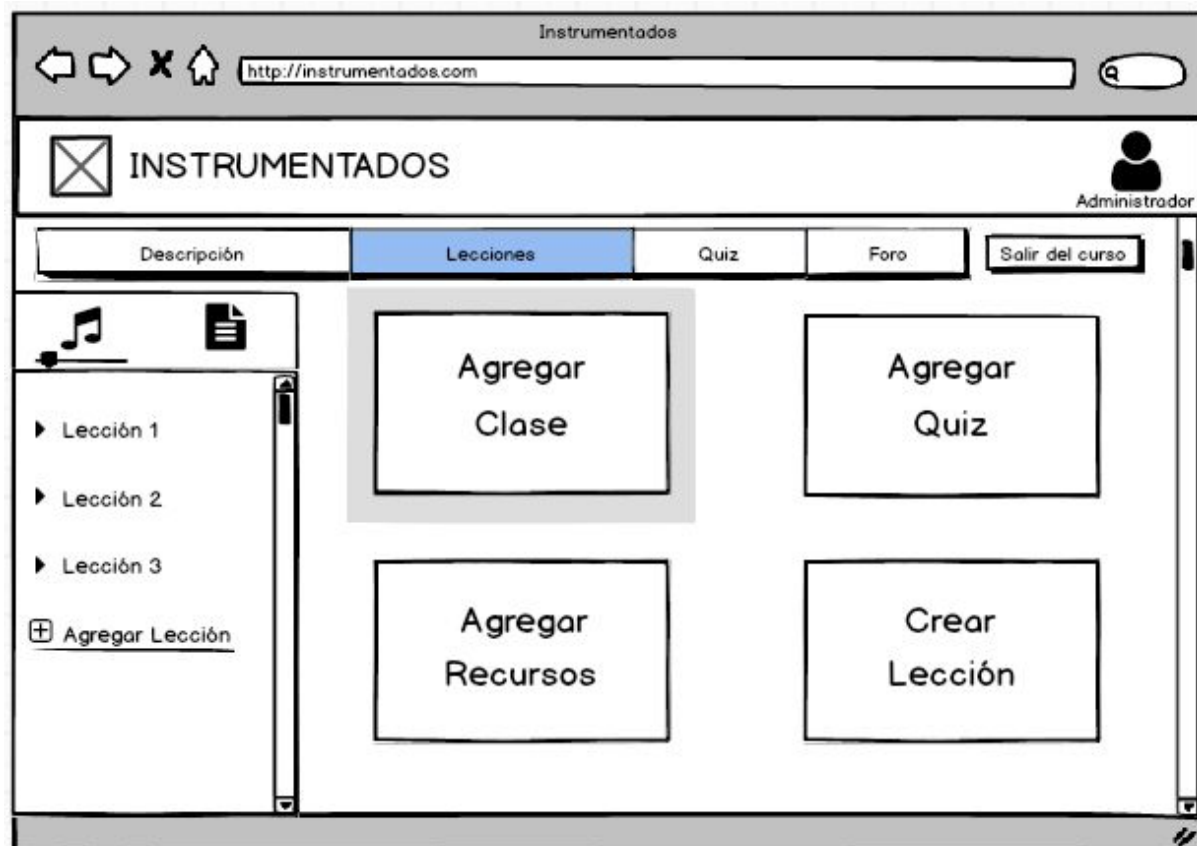 Instrumentados
http://instrumentados.com
INSTRUMENTADOS
Administrador
Descripción
Lecciones
Quiz
Foro
Salir del curso
Lección 1
Lección 2
Lección 3
Agregar Lección
Agregar
Clase
Agregar
Quiz
Agregar
Recursos
Crear
Lección